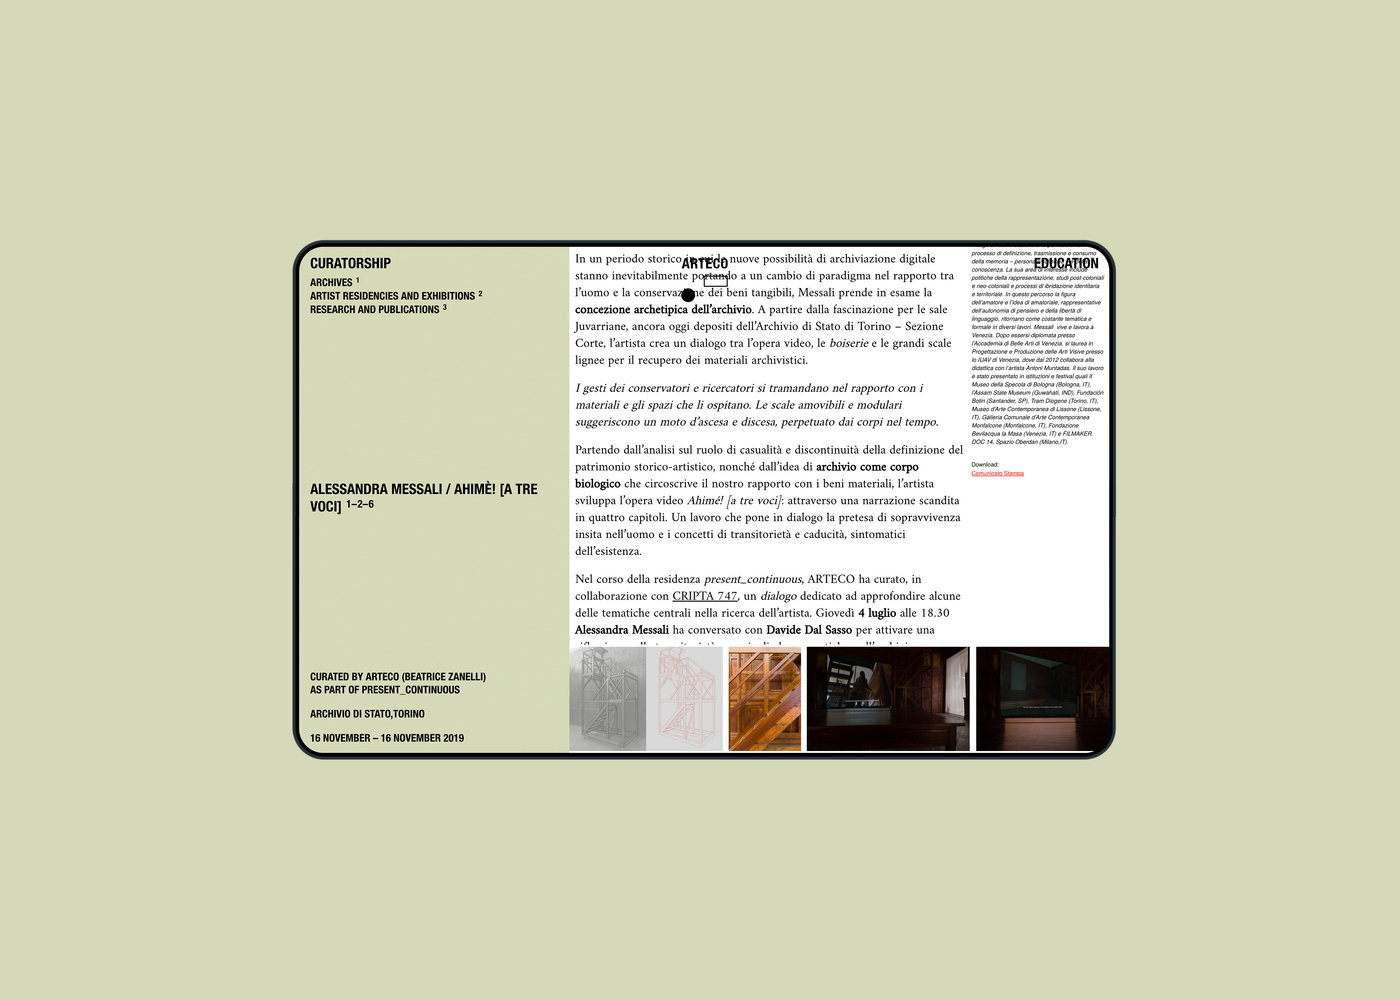 CURATORSHIP
ARCHIVES 1
ARTIST RESIDENCIES AND EXHIBITIONS 2
RESEARCH AND PUBLICATIONS 3
ALESSANDRA MESSALI / AHIMÈ! [A TRE
VOCI] 1–2–6
CURATED BY ARTECO (BEATRICE ZANELLI)
AS PART OF PRESENT_CONTINUOUS
ARCHIVIO DI STATO,TORINO
16 NOVEMBER – 16 NOVEMBER 2019
ARTECO
In un periodo storico in cui le nuove possibilità di archiviazione digitale
stanno inevitabilmente portando a un cambio di paradigma nel rapporto tra
l'uomo e la conservazione dei beni tangibili, Messali prende in esame la
concezione archetipica dell'archivio. A partire dalla fascinazione per le sale
Juvarriane, ancora oggi depositi dell'Archivio di Stato di Torino – Sezione
Corte, l'artista crea un dialogo tra l'opera video, le boiserie e le grandi scale
lignee per il recupero dei materiali archivistici.
I gesti dei conservatori e ricercatori si tramandano nel rapporto con i
materiali e gli spazi che li ospitano. Le scale amovibili e modulari
suggeriscono un moto d'ascesa e discesa, perpetuato dai corpi nel tempo.
Partendo dall'analisi sul ruolo di casualità e discontinuità della definizione del
patrimonio storico-artistico, nonché dall'idea di archivio come corpo
biologico che circoscrive il nostro rapporto con i beni materiali, l'artista
sviluppa l'opera video Ahimé! [a tre voci]: attraverso una narrazione scandita
in quattro capitoli. Un lavoro che pone in dialogo la pretesa di sopravvivenza
insita nell'uomo e i concetti di transitorietà e caducità, sintomatici
dell'esistenza.
Nel corso della residenza present_continuous, ARTECO ha curato, in
collaborazione con CRIPTA 747, un dialogo dedicato ad approfondire alcune
delle tematiche centrali nella ricerca dell'artista. Giovedì 4 luglio alle 18.30
Alessandra Messali ha conversato con Davide Dal Sasso per attivare una
EDUCATION
processo di definizione, trasmissione e consumo
della memoria – persona
conoscenza. La sua area di interesse include
politiche della rappresentazione, studi post-coloniali
e neo-coloniali e processi di ibridazione identitaria
e territoriale. In questo percorso la figura
dell'amatore e l'idea di amatoriale, rappresentative
dell'autonomia di pensiero e della libertà di
linguaggio, ritornano come costante tematica e
formale in diversi lavori. Messali vive e lavora a
Venezia. Dopo essersi diplomata presso
l'Accademia di Belle Arti di Venezia, si laurea in
Progettazione e Produzione delle Arti Visive presso
lo IUAV di Venezia, dove dal 2012 collabora alla
didattica con l'artista Antoni Muntadas. Il suo lavoro
è stato presentato in istituzioni e festival quali Il
Museo della Specola di Bologna (Bologna, IT),
l'Assam State Museum (Guwahati, IND), Fundación
Botin (Santander, SP), Tram Diogene (Torino, IT),
Museo d'Arte Contemporanea di Lissone (Lissone,
IT), Galleria Comunale d'Arte Contemporanea
Monfalcone (Monfalcone, IT), Fondazione
Bevilacqua la Masa (Venezia, IT) e FILMAKER
DOC 14, Spazio Oberdan (Milano,IT).
Download:
Comunicato Stampa